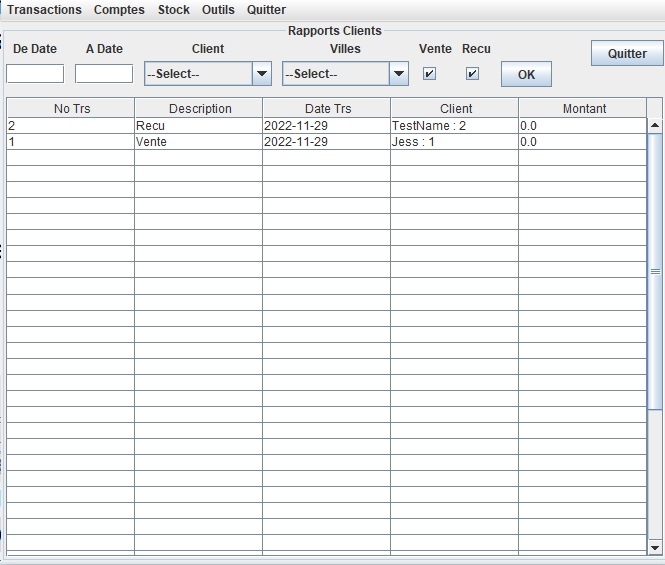 Transactions Comptes Stock Outils Quitter
Rapports Clients
De Date A Date Client Villes Vente Recu
--Select-- --Select-- OK Quitter
No Trs Description Date Trs Client Montant
2 Recu 2022-11-29 TestName : 2 0.0
1 Vente 2022-11-29 Jess : 1 0.0